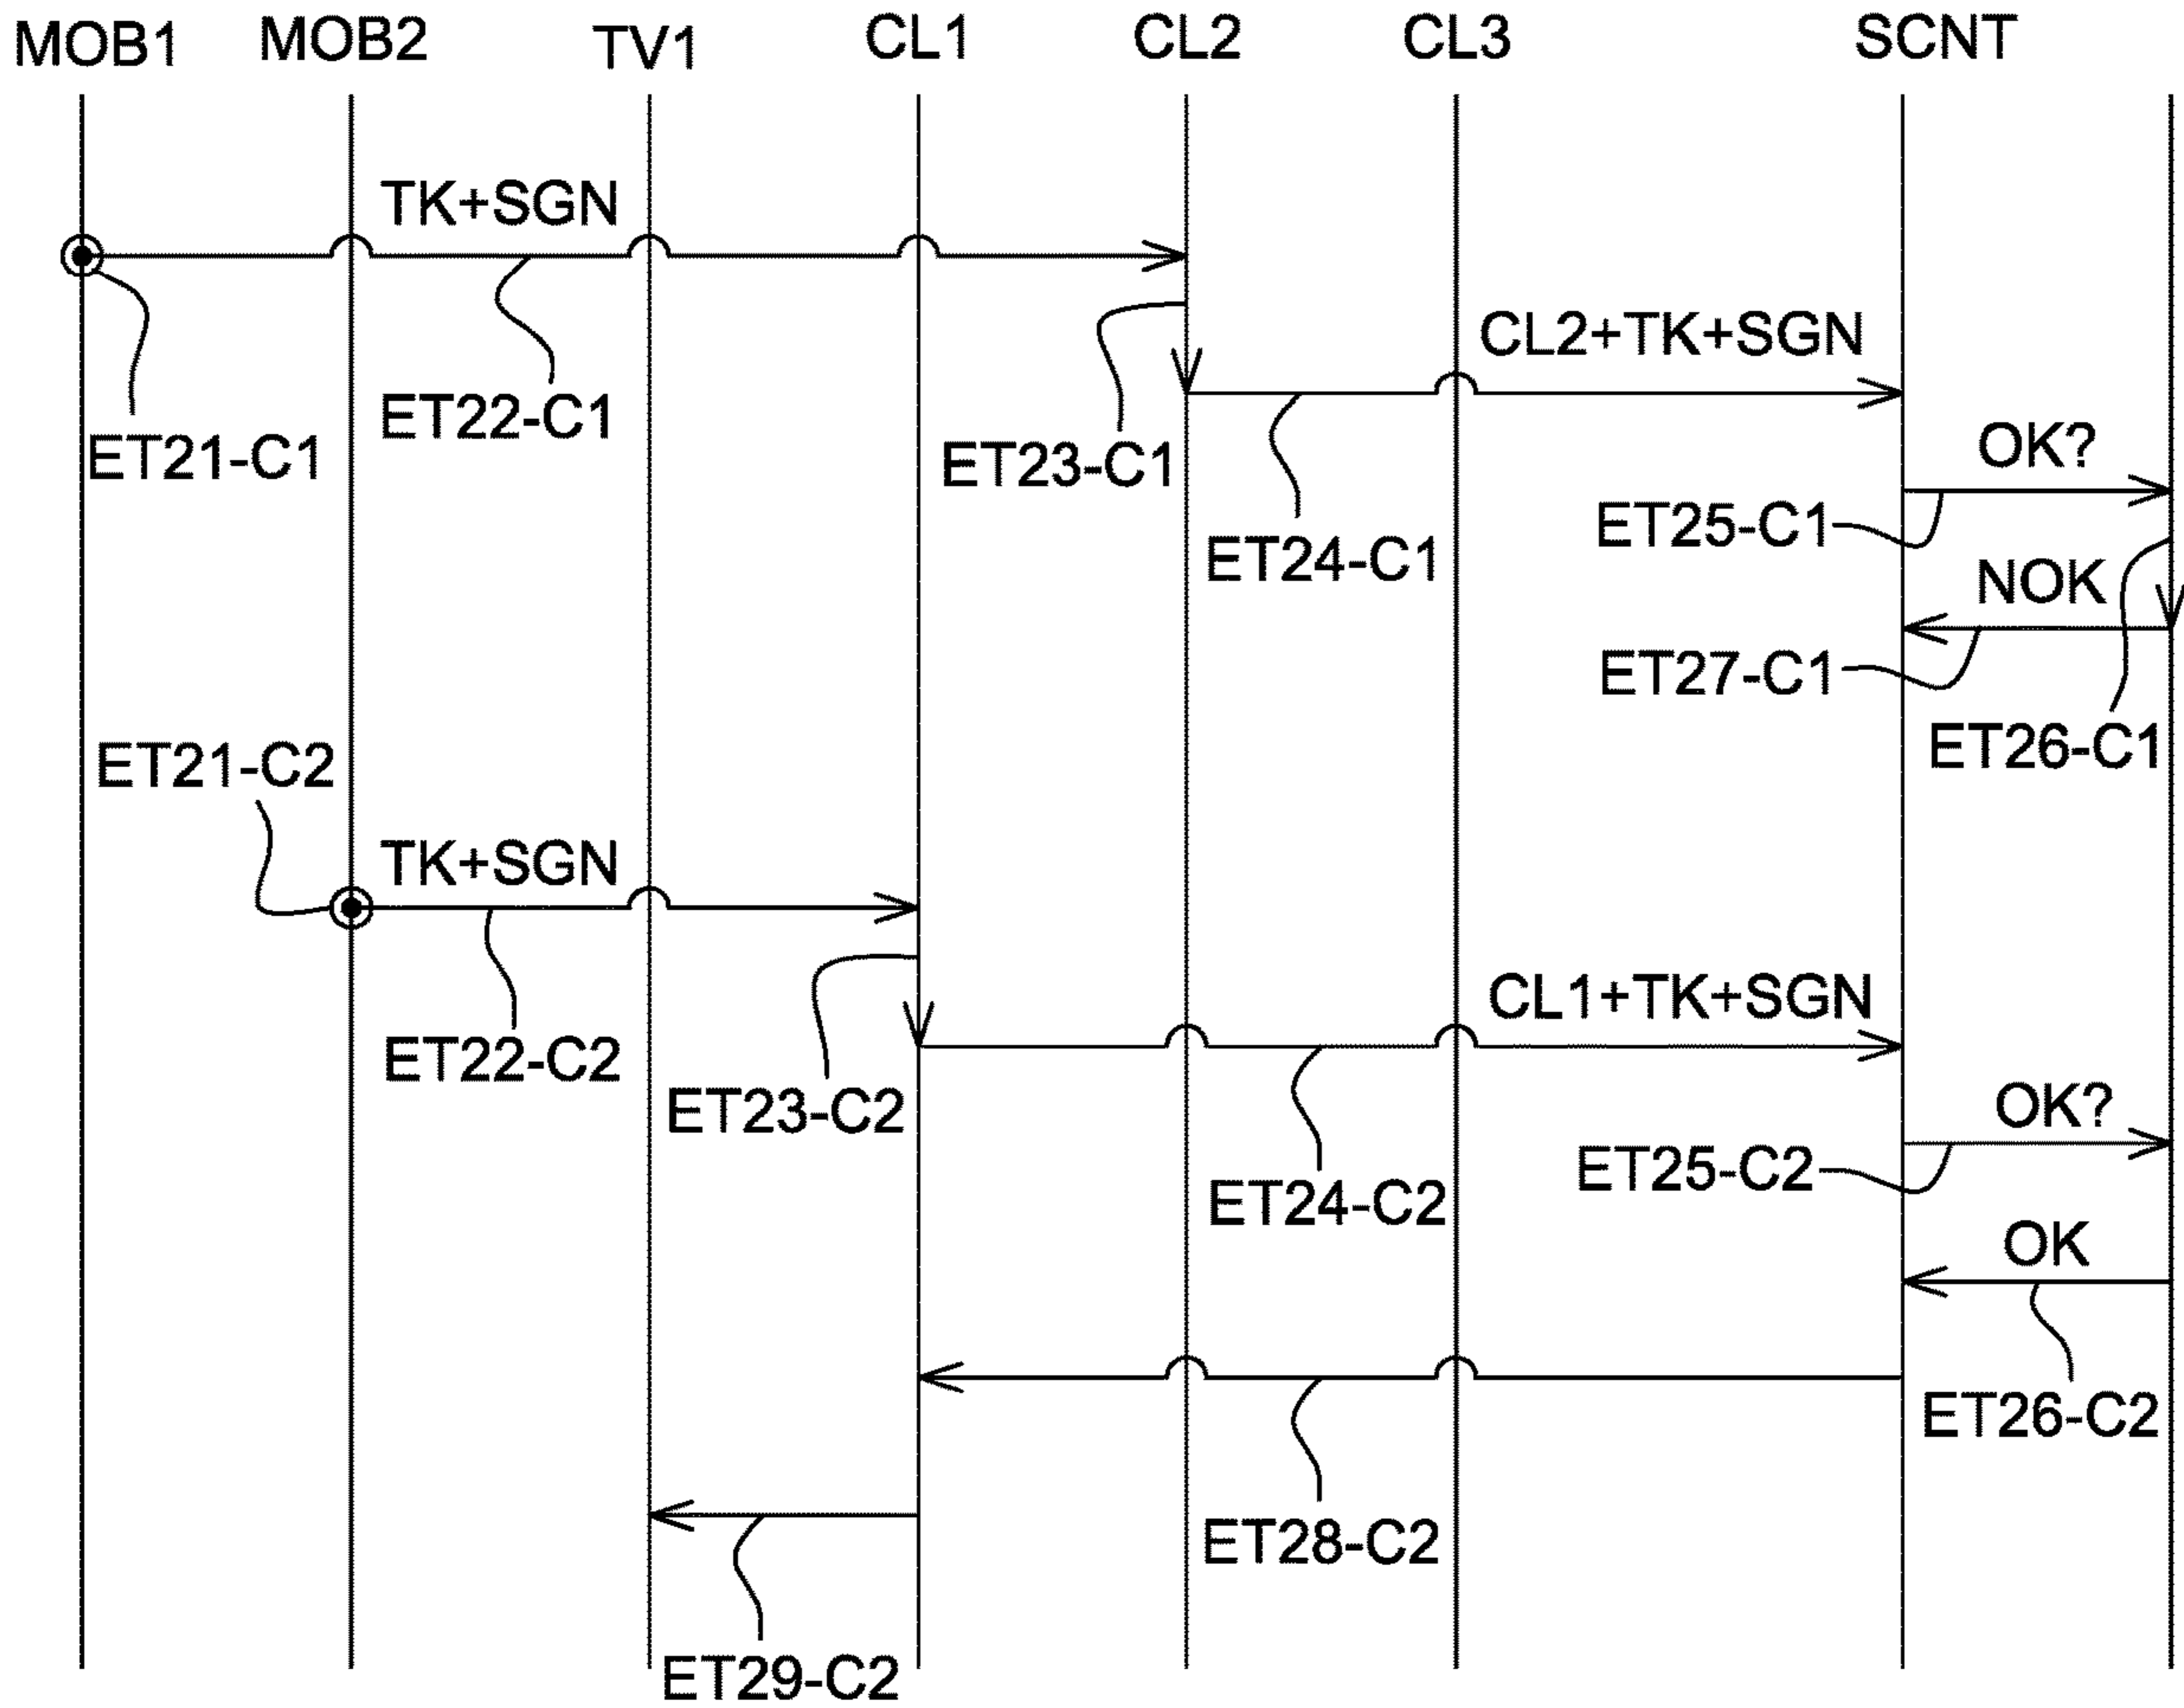 MOB1 MOB2 TV1 CL1 CL2 CL3 SCNT
TK+SGN
CL2+TK+SGN
ET22-C1
ET21-C1
ET23-C1
OK?
ET25-C1
ET24-C1
NOK
ET27-C1
ET26-C1
ET21-C2
TK+SGN
CL1+TK+SGN
ET22-C2
ET23-C2
OK?
ET25-C2
ET24-C2
OK
ET26-C2
ET28-C2
ET29-C2